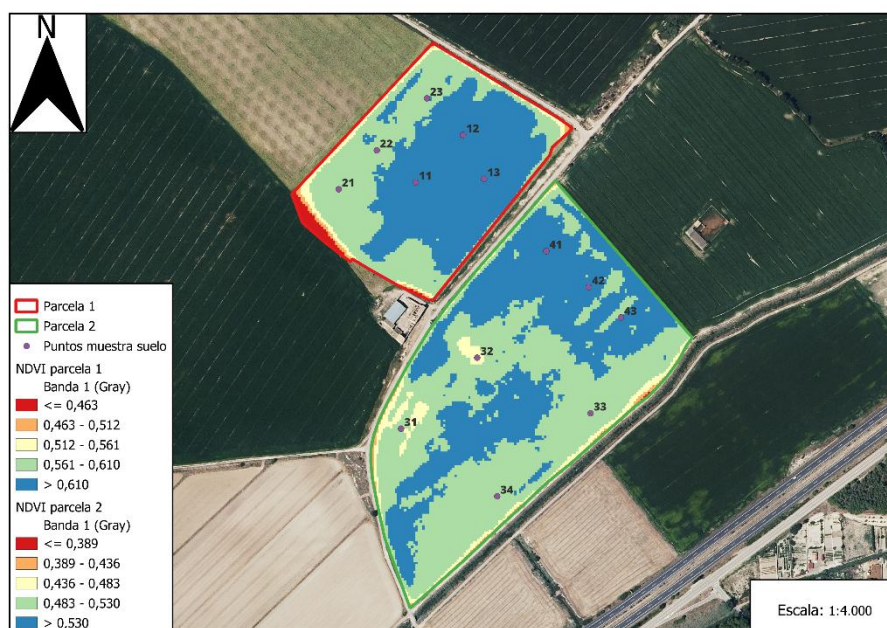 N
23
12
22
11
13
21
41
42
43
32
33
31
34
Parcela 1
Parcela 2
Puntos muestra suelo
NDVI parcela 1
Banda 1 (Gray)
<= 0,463
0,463 - 0,512
0,512 - 0,561
0,561 - 0,610
> 0,610
NDVI parcela 2
Banda 1 (Gray)
<= 0,389
0,389 - 0,436
0,436 - 0,483
0,483 - 0,530
> 0,530
Escala: 1:4.000